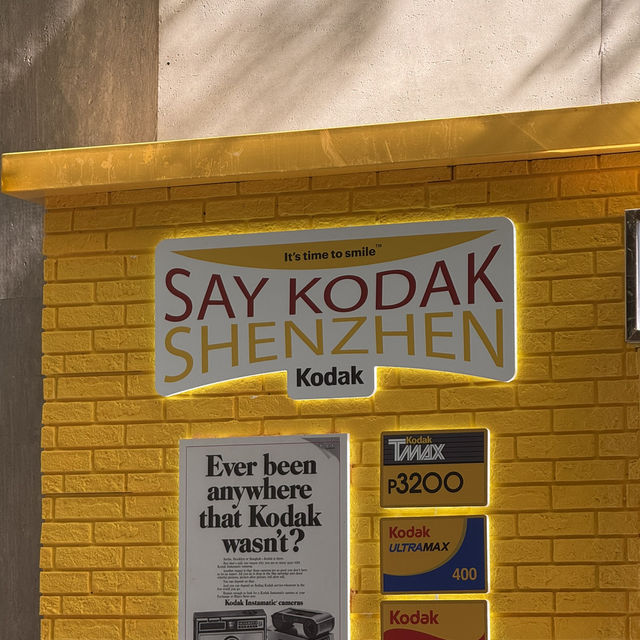 It's time to smile™
SAY KODAK
SHENZHEN
Kodak
Ever been
anywhere
that Kodak
wasn't?
Kodak Instamatic cameras
Kodak
TMAX
P3200
Kodak
ULTRAMAX
400
Kodak